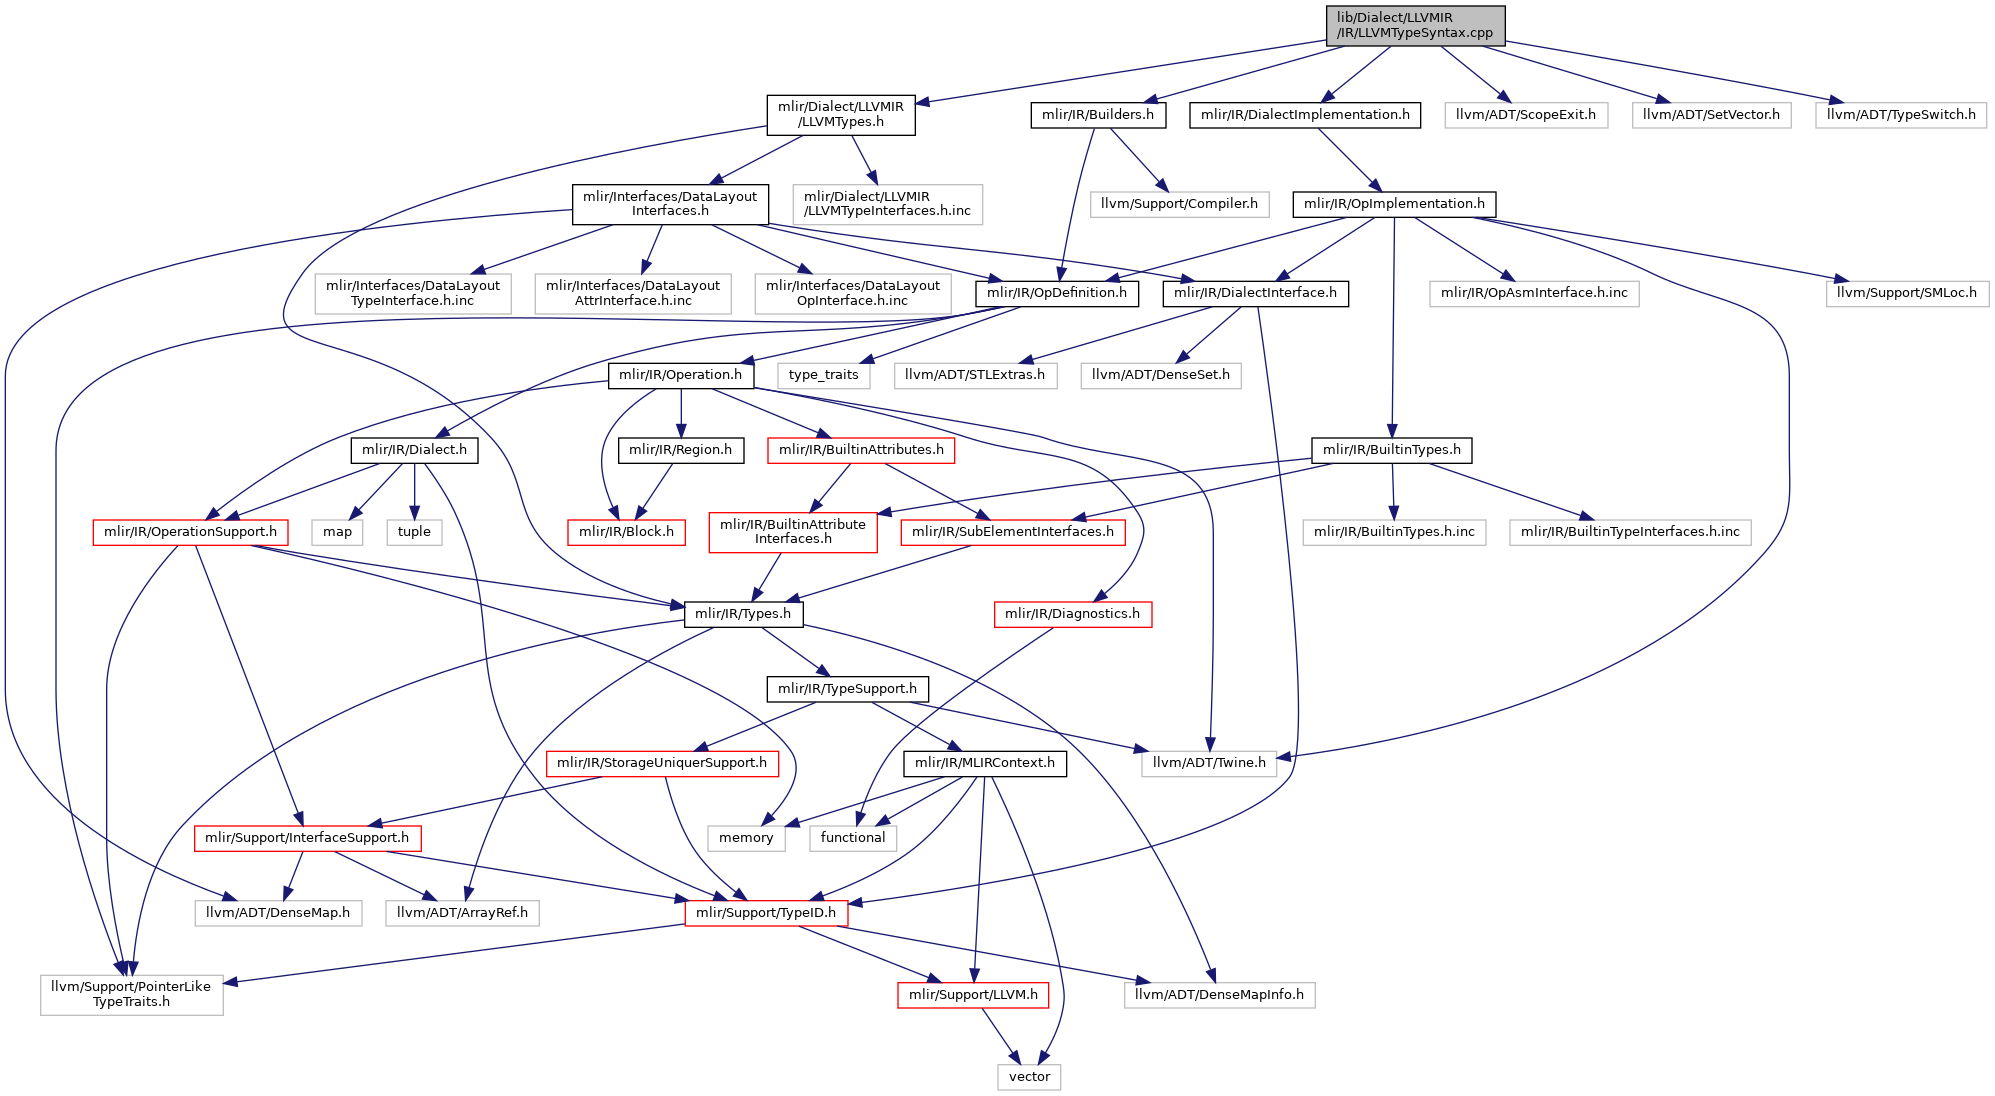 lib/Dialect/LLVMIR
/IR/LLVMTypeSyntax.cpp
mlir/Dialect/LLVMIR
/LLVMTypes.h
mlir/IR/Builders.h
mlir/IR/DialectImplementation.h
llvm/ADT/ScopeExit.h
llvm/ADT/SetVector.h
llvm/ADT/TypeSwitch.h
mlir/Interfaces/DataLayout
Interfaces.h
mlir/Dialect/LLVMIR
/LLVMTypeInterfaces.h.inc
llvm/Support/Compiler.h
mlir/IR/OpImplementation.h
mlir/Interfaces/DataLayout
TypeInterface.h.inc
mlir/Interfaces/DataLayout
AttrInterface.h.inc
mlir/Interfaces/DataLayout
OpInterface.h.inc
mlir/IR/OpDefinition.h
mlir/IR/DialectInterface.h
mlir/IR/OpAsmInterface.h.inc
llvm/Support/SMLoc.h
mlir/IR/Operation.h
type_traits
llvm/ADT/STLExtras.h
llvm/ADT/DenseSet.h
mlir/IR/Dialect.h
mlir/IR/Region.h
mlir/IR/BuiltinAttributes.h
mlir/IR/BuiltinTypes.h
mlir/IR/OperationSupport.h
map
tuple
mlir/IR/Block.h
mlir/IR/BuiltinAttribute
Interfaces.h
mlir/IR/SubElementInterfaces.h
mlir/IR/BuiltinTypes.h.inc
mlir/IR/BuiltinTypeInterfaces.h.inc
mlir/IR/Types.h
mlir/IR/Diagnostics.h
mlir/IR/TypeSupport.h
mlir/IR/StorageUniquerSupport.h
mlir/IR/MLIRContext.h
llvm/ADT/Twine.h
mlir/Support/InterfaceSupport.h
memory
functional
llvm/ADT/DenseMap.h
llvm/ADT/ArrayRef.h
mlir/Support/TypeID.h
llvm/Support/PointerLike
TypeTraits.h
mlir/Support/LLVM.h
llvm/ADT/DenseMapInfo.h
vector